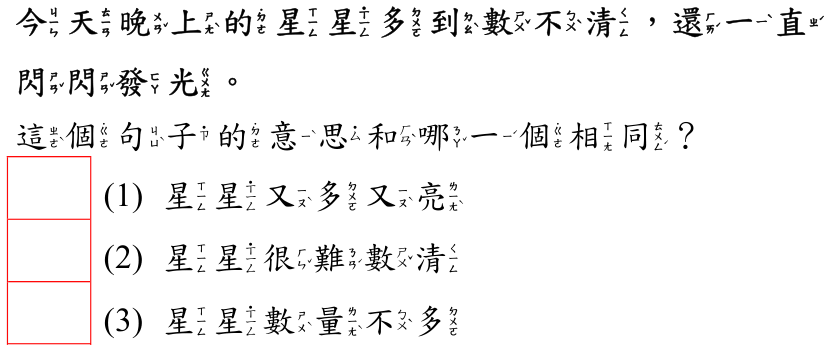 今天晚上的星星多到數不清，還一直
閃閃發光。
這個句子的意思和哪一個相同？
(1) 星星又多又亮
(2) 星星很難數清
(3) 星星數量不多